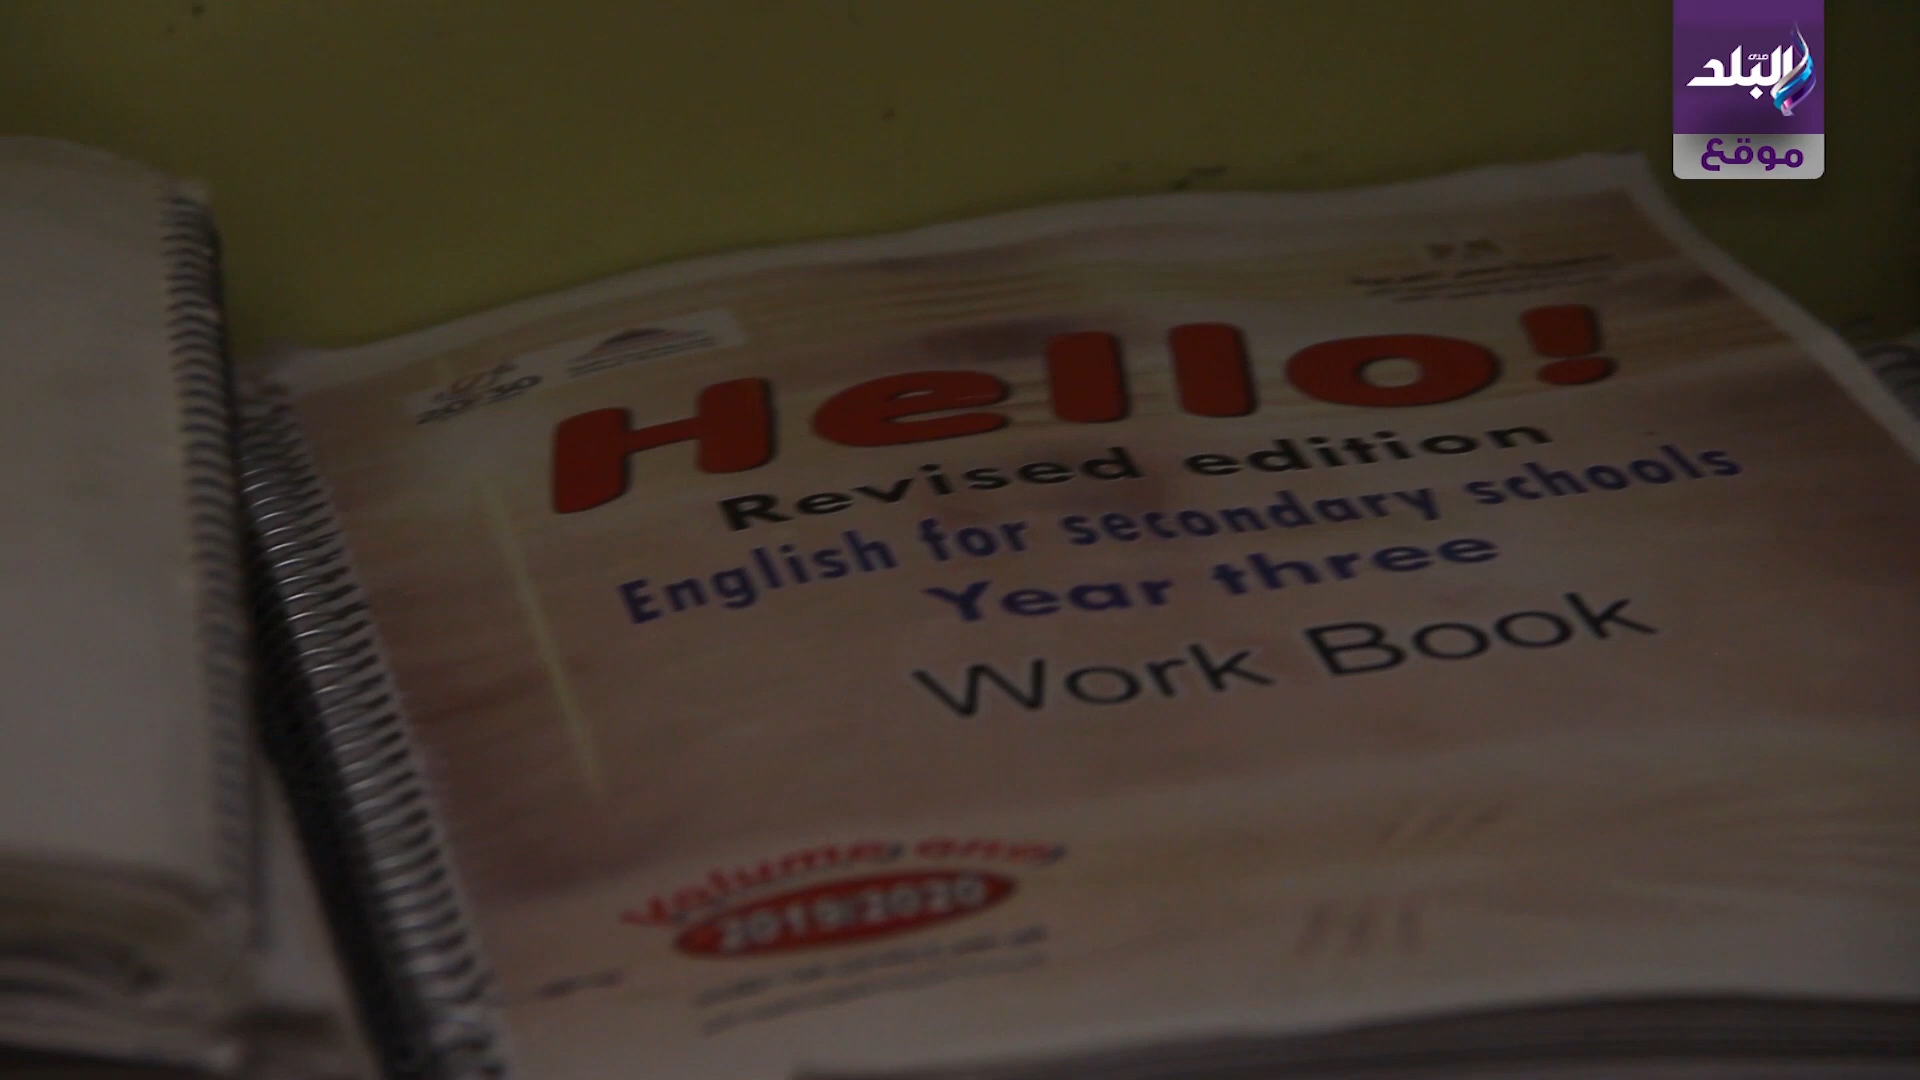 صدى
البلد
موقع
Hello!
Revised edition
English for secondary schools
Year three
Work Book
Volume one
2019/2020